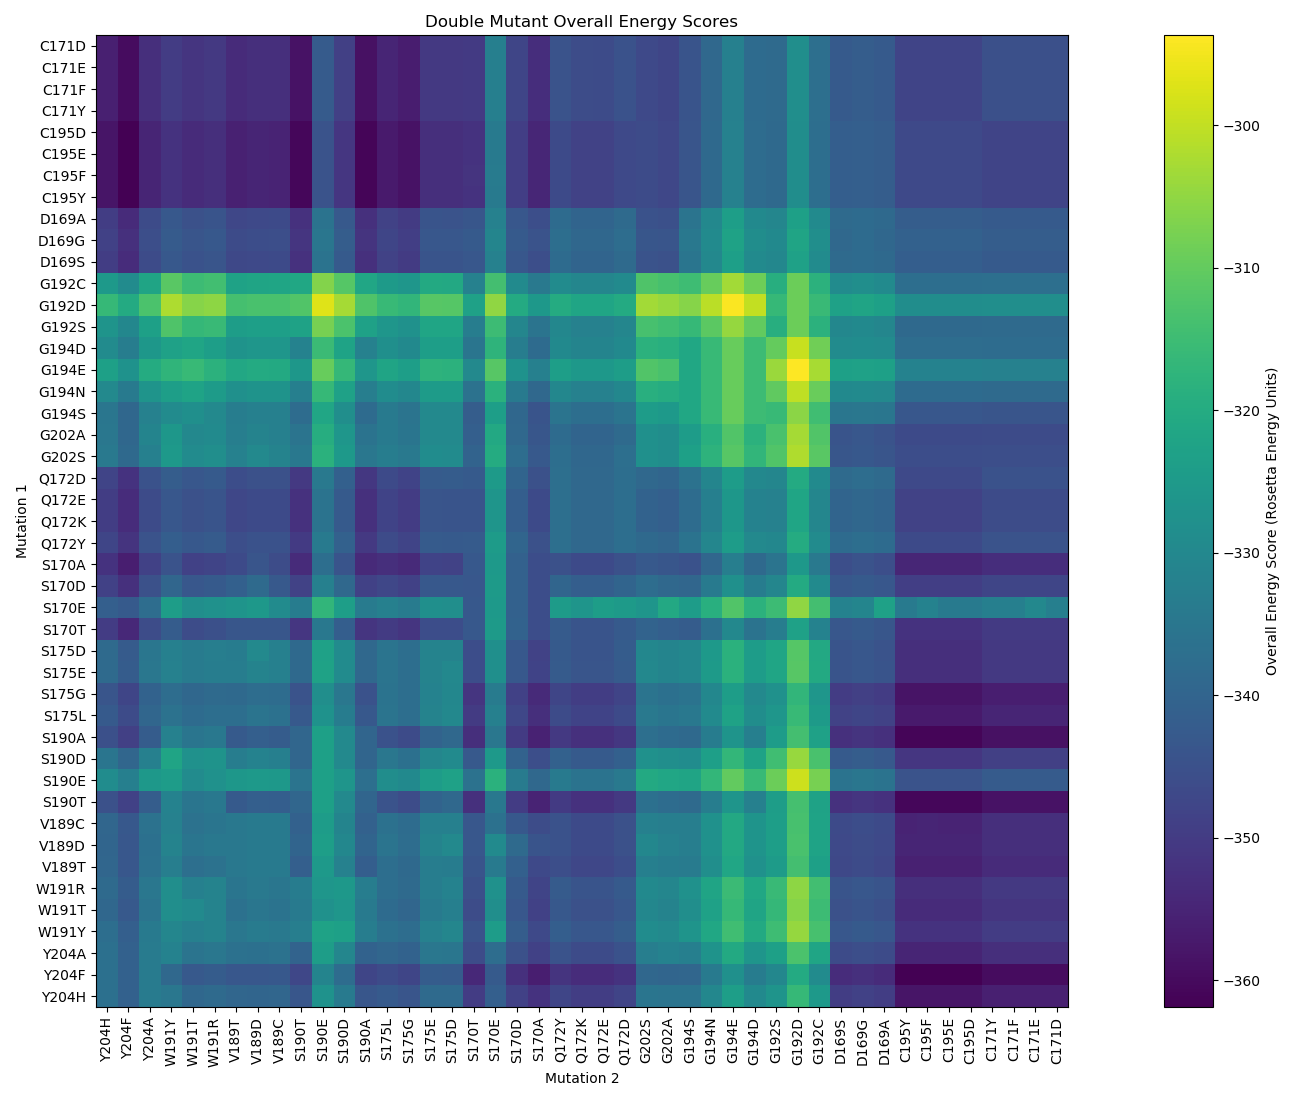 Double Mutant Overall Energy Scores
Mutation 1
C171D
C171E
C171F
C171Y
C195D
C195E
C195F
C195Y
D169A
D169G
D169S
G192C
G192D
G192S
G194D
G194E
G194N
G194S
G202A
G202S
Q172D
Q172E
Q172K
Q172Y
S170A
S170D
S170E
S170T
S175D
S175E
S175G
S175L
S190A
S190D
S190E
S190T
V189C
V189D
V189T
W191R
W191T
W191Y
Y204A
Y204F
Y204H
Y204H
Y204F
Y204A
W191Y
W191T
W191R
V189T
V189D
V189C
S190T
S190E
S190D
S190A
S175L
S175G
S175E
S175D
S170T
S170E
S170D
S170A
Q172Y
Q172K
Q172E
Q172D
G202S
G202A
G194S
G194N
G194E
G194D
G192S
G192D
G192C
D169S
D169G
D169A
C195Y
C195F
C195E
C195D
C171Y
C171F
C171E
C171D
Mutation 2
−300
−310
−320
−330
−340
−350
−360
Overall Energy Score (Rosetta Energy Units)